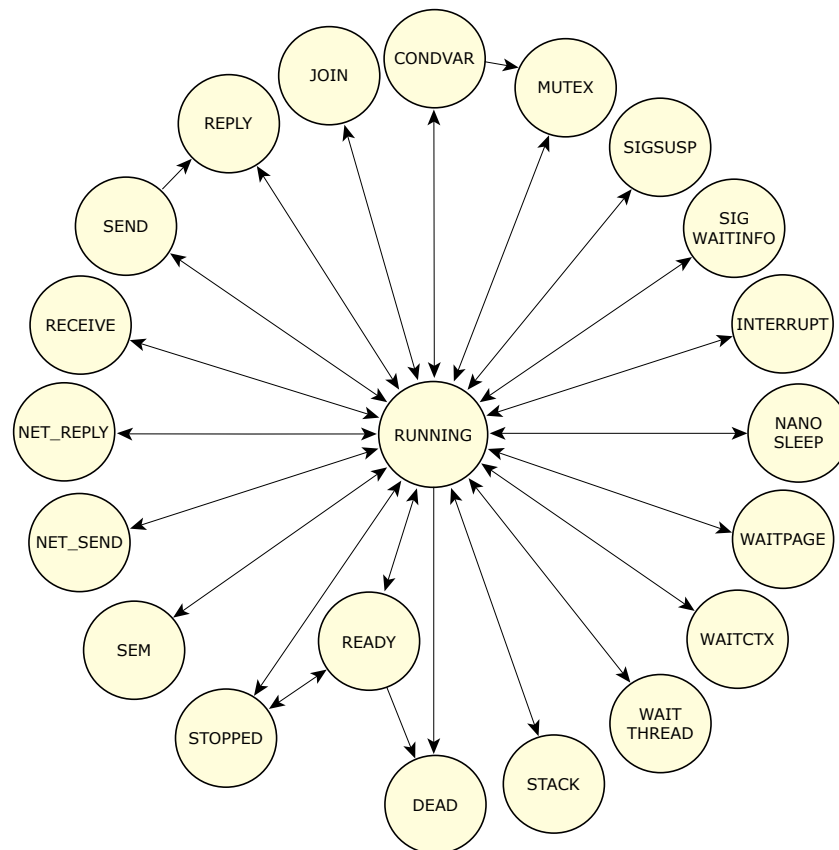 CONDVAR
JOIN
MUTEX
REPLY
SIGSUSP
SEND
SIG
WAITINFO
RECEIVE
INTERRUPT
NET_REPLY
RUNNING
NANO
SLEEP
NET_SEND
WAITPAGE
SEM
READY
WAITCTX
STOPPED
WAIT
THREAD
DEAD
STACK